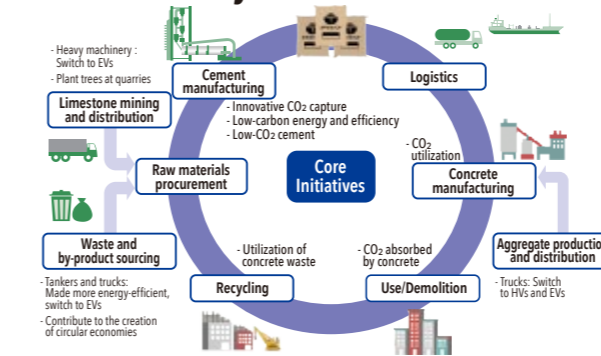 - Heavy machinery :
Switch to EVs
- Plant trees at quarries
Limestone mining
and distribution
Cement
manufacturing
- Innovative CO₂ capture
- Low-carbon energy and efficiency
- Low-CO₂ cement
Logistics
- CO₂
utilization
Concrete
manufacturing
Core
Initiatives
Raw materials
procurement
Waste and
by-product sourcing
- Tankers and trucks:
Made more energy-efficient,
switch to EVs
- Contribute to the creation
of circular economies
- Utilization of
concrete waste
Recycling
- CO₂ absorbed
by concrete
Use/Demolition
Aggregate productio
and distribution
- Trucks: Switch
to HVs and EVs